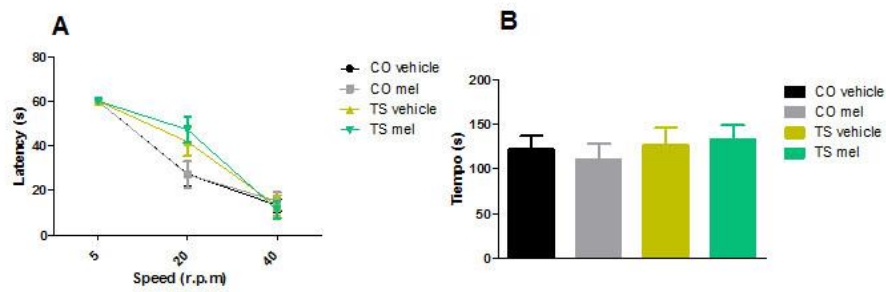 A
80
60
40
20
0
Latency (s)
5
20
40
Speed (r.p.m)
CO vehicle
CO mel
TS vehicle
TS mel
B
200
150
100
50
0
Tiempo (s)
CO vehicle
CO mel
TS vehicle
TS mel